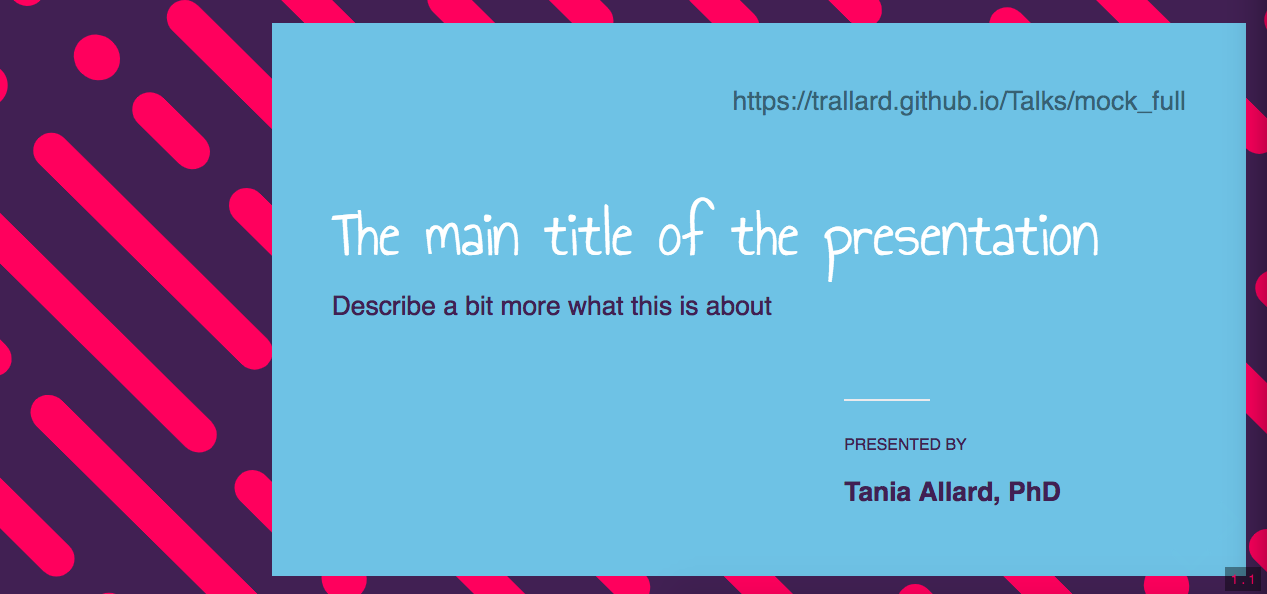 https://trallard.github.io/Talks/mock_full
The main title of the presentation
Describe a bit more what this is about
PRESENTED BY
Tania Allard, PhD
1.1